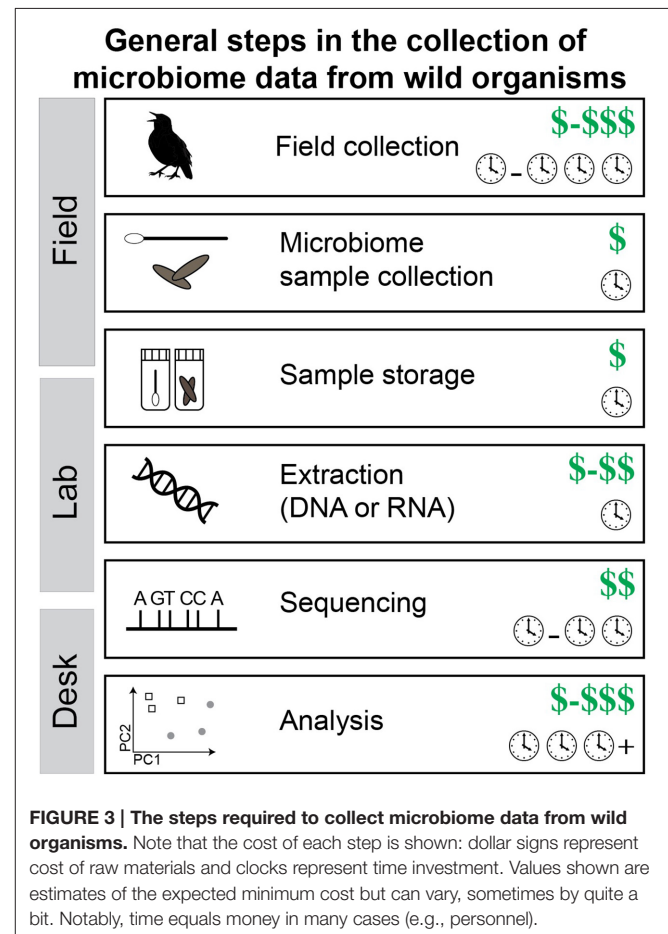 General steps in the collection of
microbiome data from wild organisms
Field
Field collection
$-$$$
-
Microbiome
sample collection
$
Sample storage
$
Lab
Extraction
(DNA or RNA)
$-$$
A GT CC A
Sequencing
$$
-
Desk
PC2
PC1
Analysis
$-$$$
+
FIGURE 3 | The steps required to collect microbiome data from wild
organisms. Note that the cost of each step is shown: dollar signs represent
cost of raw materials and clocks represent time investment. Values shown are
estimates of the expected minimum cost but can vary, sometimes by quite a
bit. Notably, time equals money in many cases (e.g., personnel).